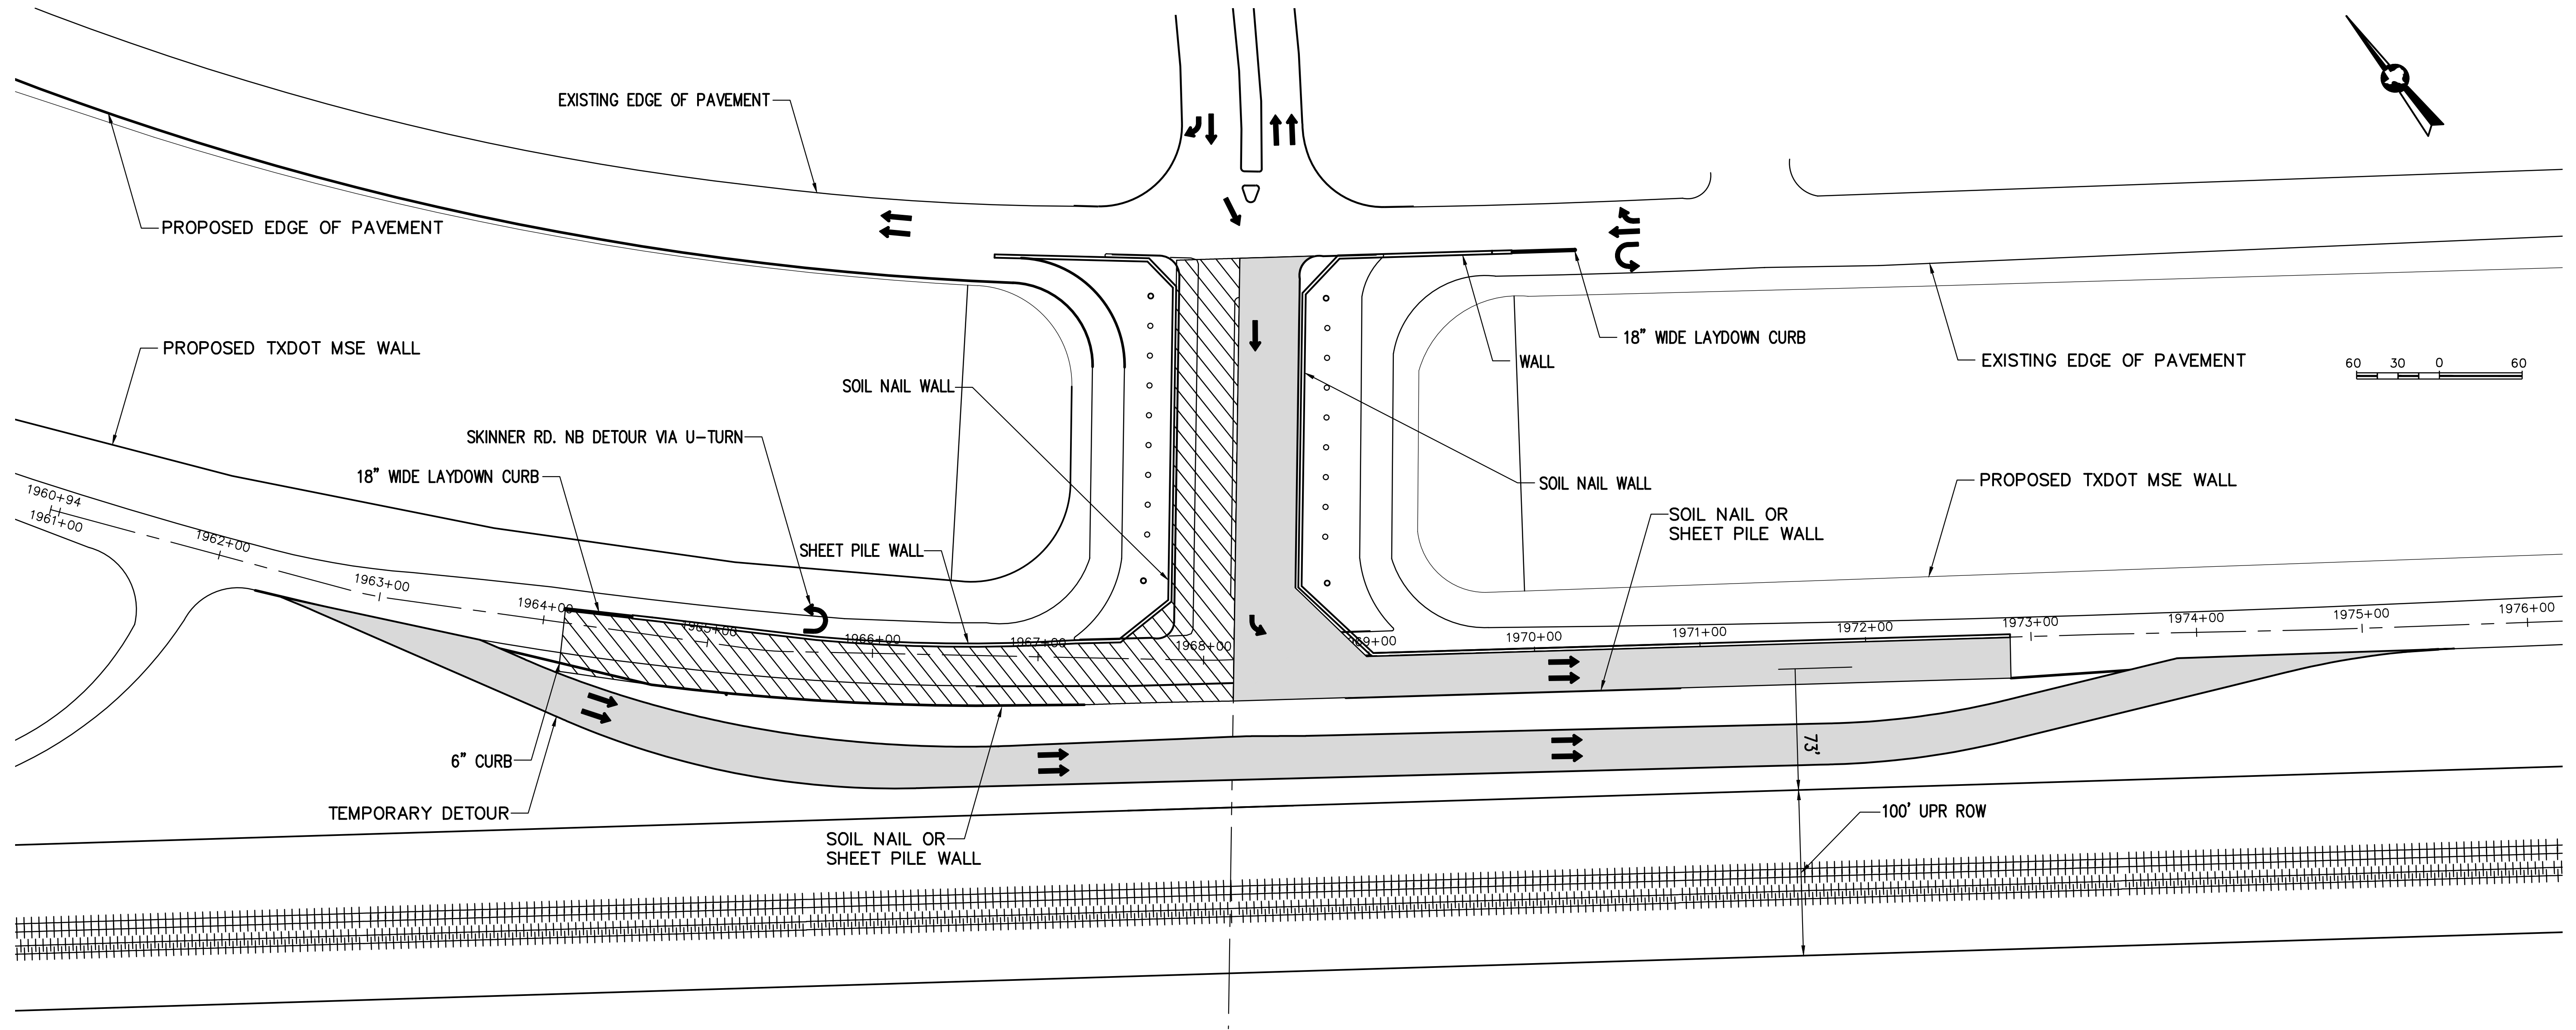 EXISTING EDGE OF PAVEMENT
PROPOSED EDGE OF PAVEMENT
PROPOSED TXDOT MSE WALL
18" WIDE LAYDOWN CURB
WALL
EXISTING EDGE OF PAVEMENT
60 30 0 60
SOIL NAIL WALL
SKINNER RD. NB DETOUR VIA U-TURN
18" WIDE LAYDOWN CURB
SOIL NAIL WALL
PROPOSED TXDOT MSE WALL
SOIL NAIL OR
SHEET PILE WALL
SHEET PILE WALL
1960+94
1961+00
1962+00
1963+00
1964+00
1965+00
1966+00
1967+00
1968+00
1969+00
1970+00
1971+00
1972+00
1973+00
1974+00
1975+00
1976+00
73'
6" CURB
TEMPORARY DETOUR
SOIL NAIL OR
SHEET PILE WALL
100' UPR ROW